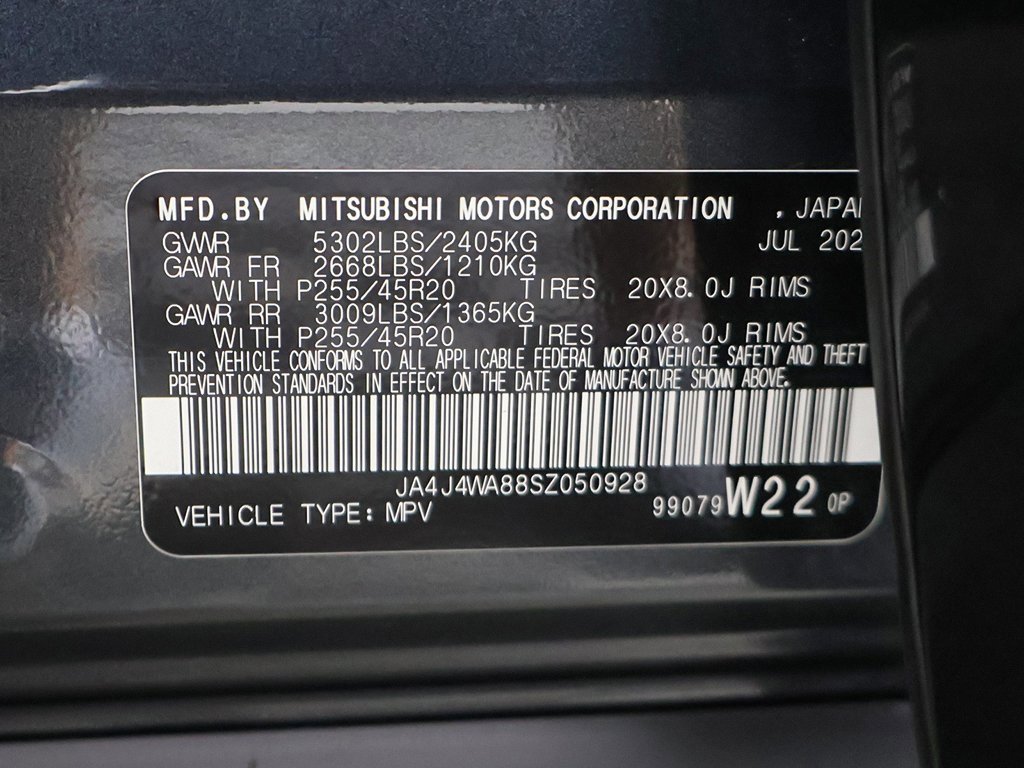 MFD.BY MITSUBISHI MOTORS CORPORATION , JAPAN
JUL 202
GVWR 5302LBS/2405KG
GAWR FR 2668LBS/1210KG
WITH P255/45R20 TIRES 20X8.0J RIMS
GAWR RR 3009LBS/1365KG
WITH P255/45R20 TIRES 20X8.0J RIMS
THIS VEHICLE CONFORMS TO ALL APPLICABLE FEDERAL MOTOR VEHICLE SAFETY AND THEFT
PREVENTION STANDARDS IN EFFECT ON THE DATE OF MANUFACTURE SHOWN ABOVE.
JA4J4WA88SZ050928
VEHICLE TYPE: MPV 99079 W22 0P